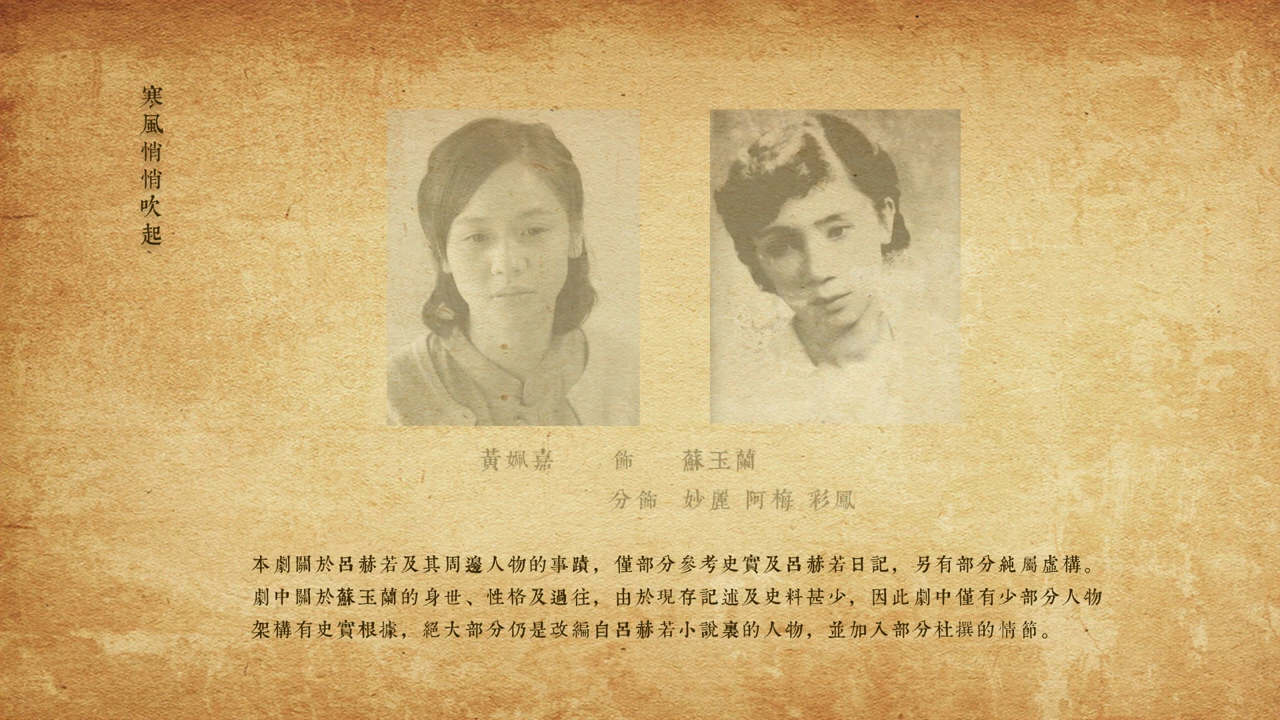 寒風悄悄吹起
黃姵嘉 飾 蘇玉蘭
分飾 妙麗 阿梅 彩鳳
本劇關於呂赫若及其周邊人物的事蹟，僅部分參考史實及呂赫若日記，另有部分純屬虛構。
劇中關於蘇玉蘭的身世、性格及過往，由於現存記述及史料甚少，因此劇中僅有少部分人物
架構有史實根據，絕大部分仍是改編自呂赫若小說裏的人物，並加入部分杜撰的情節。